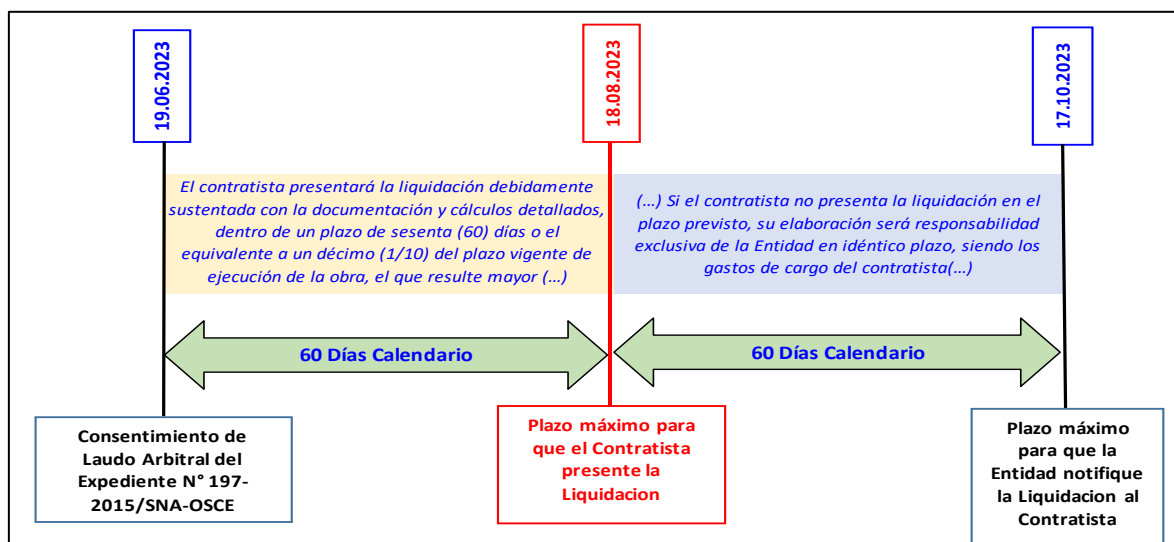 19.06.2023
18.08.2023
17.10.2023
El contratista presentará la liquidación debidamente
sustentada con la documentación y cálculos detallados,
dentro de un plazo de sesenta (60) días o el
equivalente a un décimo (1/10) del plazo vigente de
ejecución de la obra, el que resulte mayor (...)
(...) Si el contratista no presenta la liquidación en el
plazo previsto, su elaboración será responsabilidad
exclusiva de la Entidad en idéntico plazo, siendo los
gastos de cargo del contratista(...)
60 Días Calendario
60 Días Calendario
Consentimiento de
Laudo Arbitral del
Expediente N° 197-
2015/SNA-OSCE
Plazo máximo para
que el Contratista
presente la
Liquidacion
Plazo máximo
para que la
Entidad notifique
la Liquidacion al
Contratista